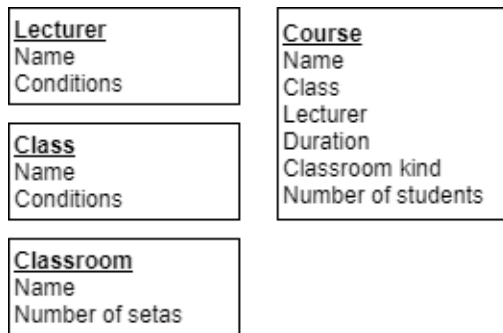 Lecturer
Name
Conditions
Class
Name
Conditions
Classroom
Name
Number of setas
Course
Name
Class
Lecturer
Duration
Classroom kind
Number of students